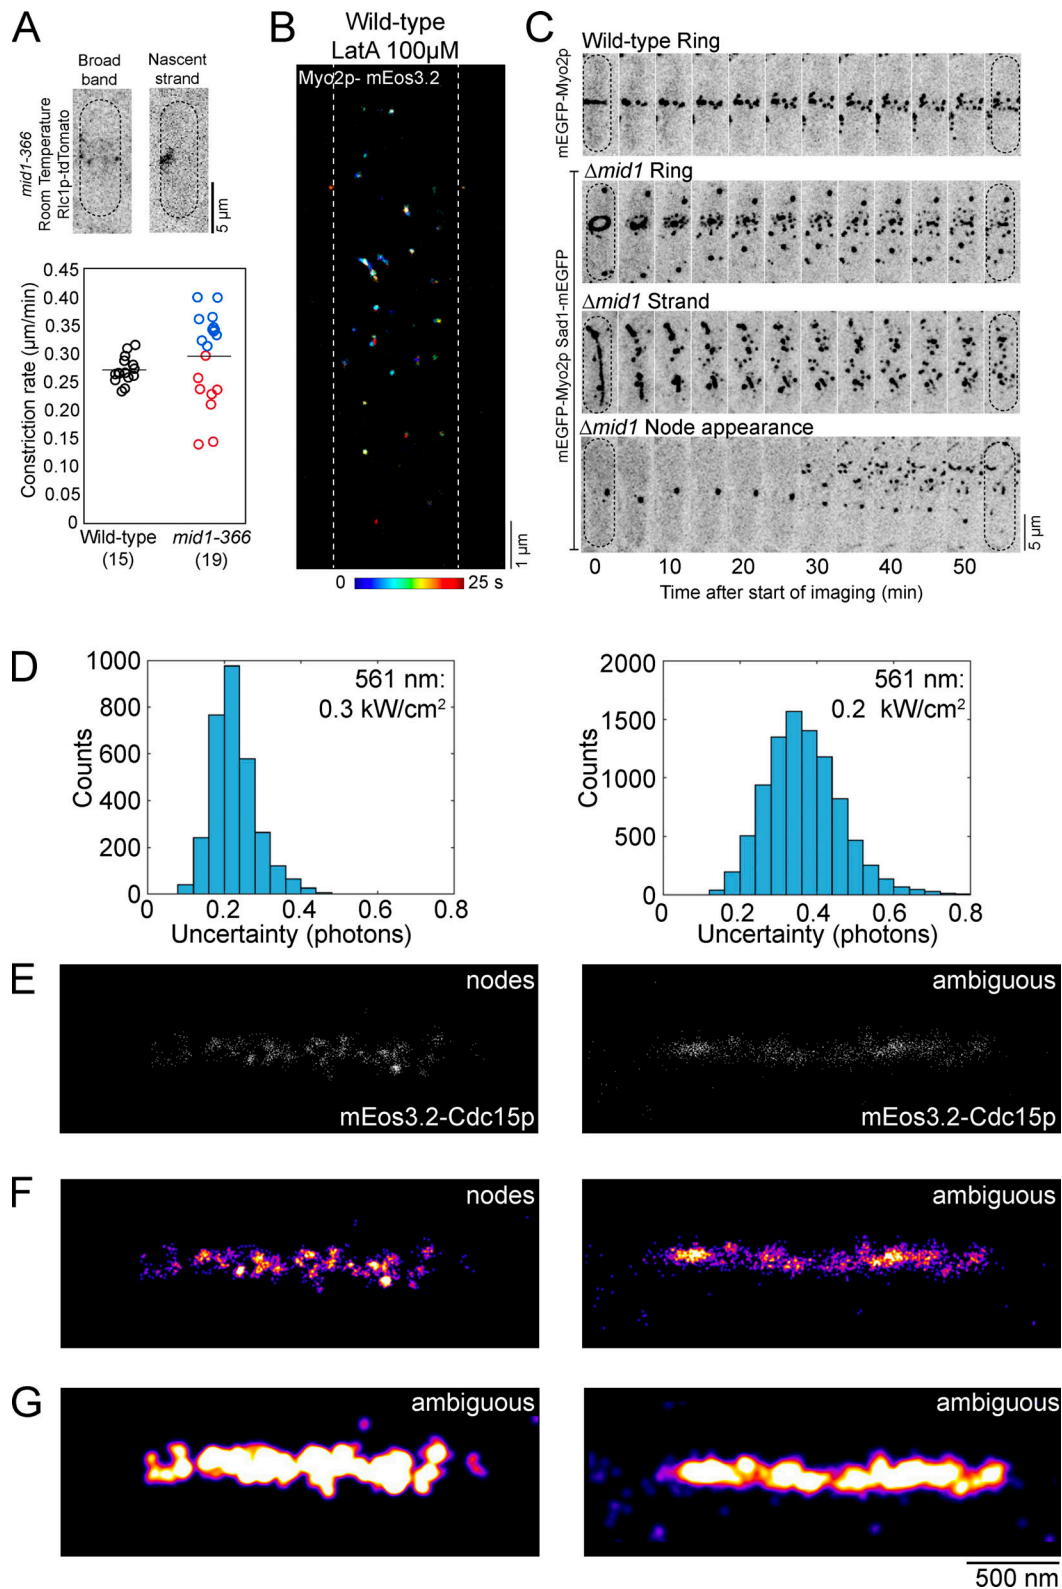 A
Broad
band
Nascent
strand
mid1-366
Room Temperature
Rlc1p-tdTomato
5 µm
Constriction rate (µm/min)
0.45
0.40
0.35
0.30
0.25
0.20
0.15
0.10
0.05
0
Wild-type
(15)
mid1-366
(19)
B
Wild-type
LatA 100µM
Myo2p- mEos3.2
1 µm
0
25 s
C
Wild-type Ring
mEGFP-Myo2p
Δmid1 Ring
Δmid1 Strand
mEGFP-Myo2p Sad1-mEGFP
Δmid1 Node appearance
5 µm
0 10 20 30 40 50
Time after start of imaging (min)
D
1000
800
600
400
200
0
Counts
561 nm:
0.3 kW/cm²
0 0.2 0.4 0.6 0.8
Uncertainty (photons)
2000
1500
1000
500
0
Counts
561 nm:
0.2 kW/cm²
0 0.2 0.4 0.6 0.8
Uncertainty (photons)
E
nodes
mEos3.2-Cdc15p
ambiguous
mEos3.2-Cdc15p
F
nodes
ambiguous
G
ambiguous
ambiguous
500 nm